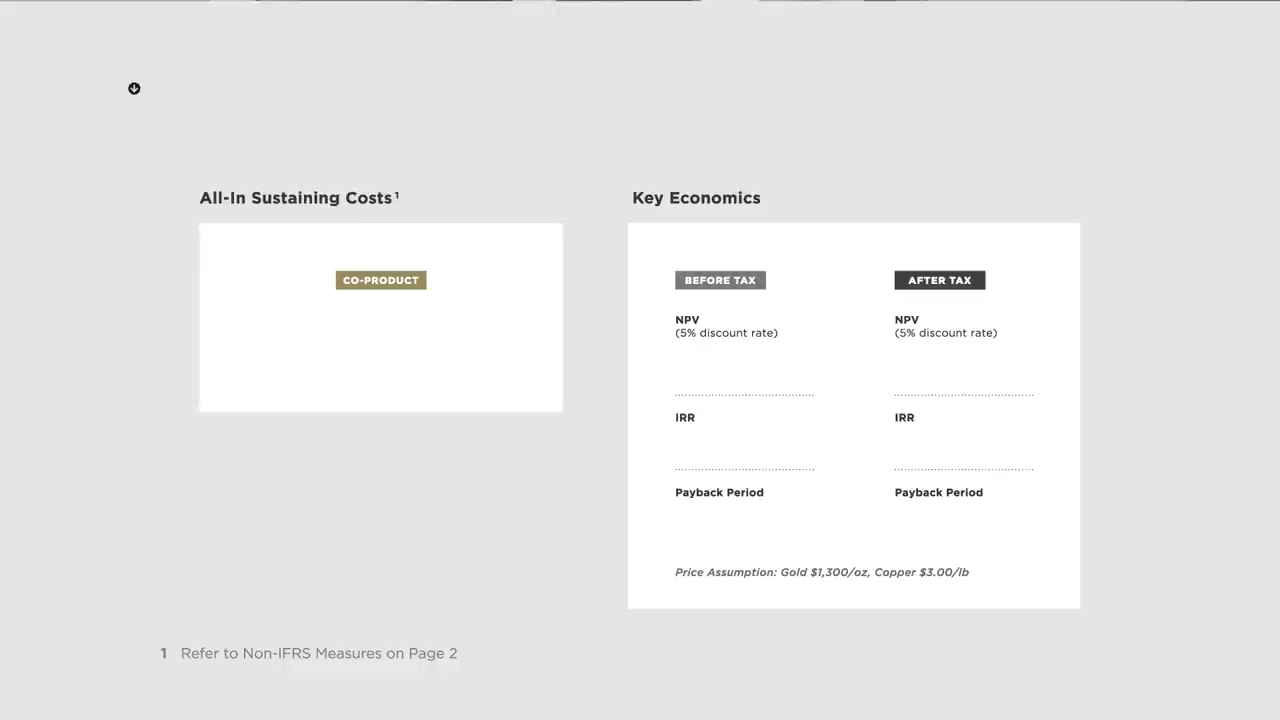 All-In Sustaining Costs¹
CO-PRODUCT
Key Economics
BEFORE TAX
NPV
(5% discount rate)
IRR
Payback Period
AFTER TAX
NPV
(5% discount rate)
IRR
Payback Period
Price Assumption: Gold $1,300/oz, Copper $3.00/lb
1 Refer to Non-IFRS Measures on Page 2